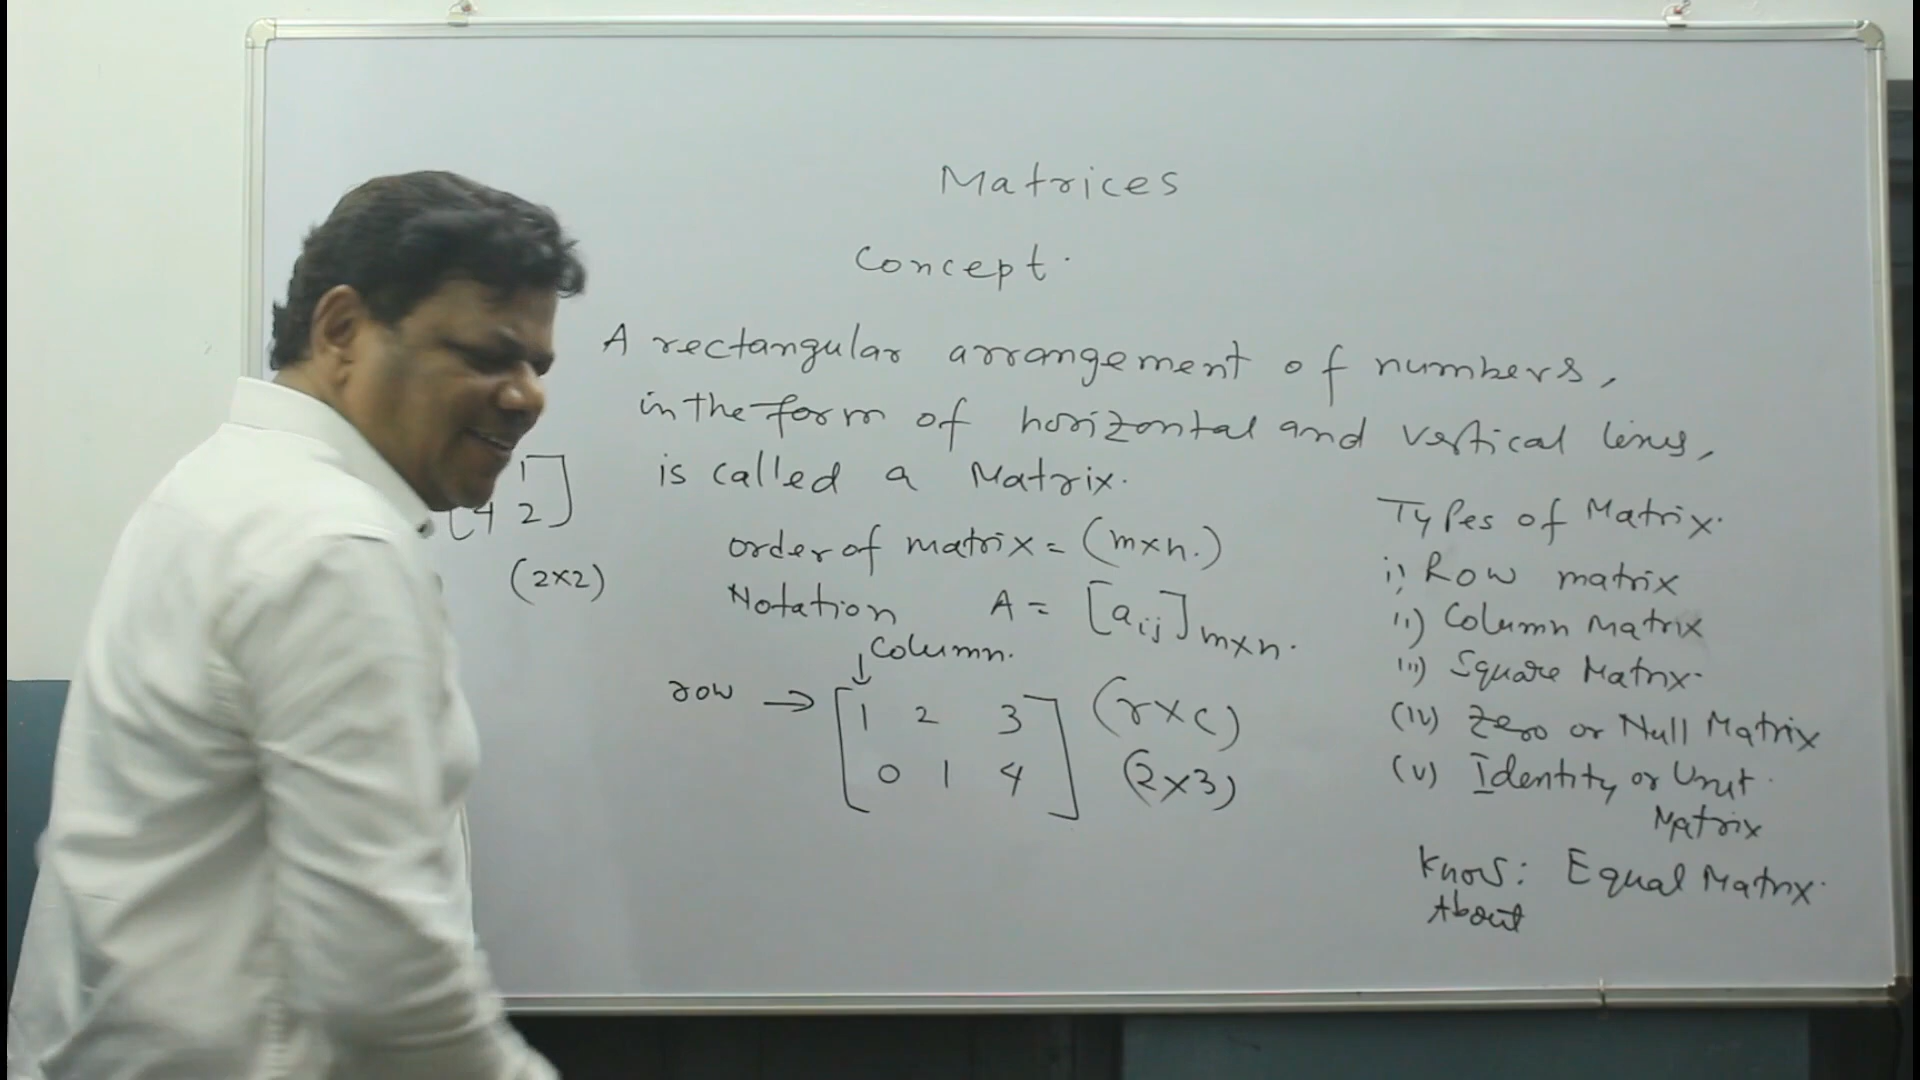 Matrices
Concept.
A rectangular arrangement of numbers,
in the form of horizontal and vertical lines,
is called a Matrix.
1
4 2
(2×2)
order of matrix = (m×n.)
Notation A = [aij]m×n.
Column.
row → [1 2 3
0 1 4]
(r×c)
(2×3)
Types of Matrix.
i) Row matrix
ii) Column Matrix
iii) Square Matrix.
(iv) Zero or Null Matrix
(v) Identity or Unit
Matrix
Know: Equal Matrix.
About